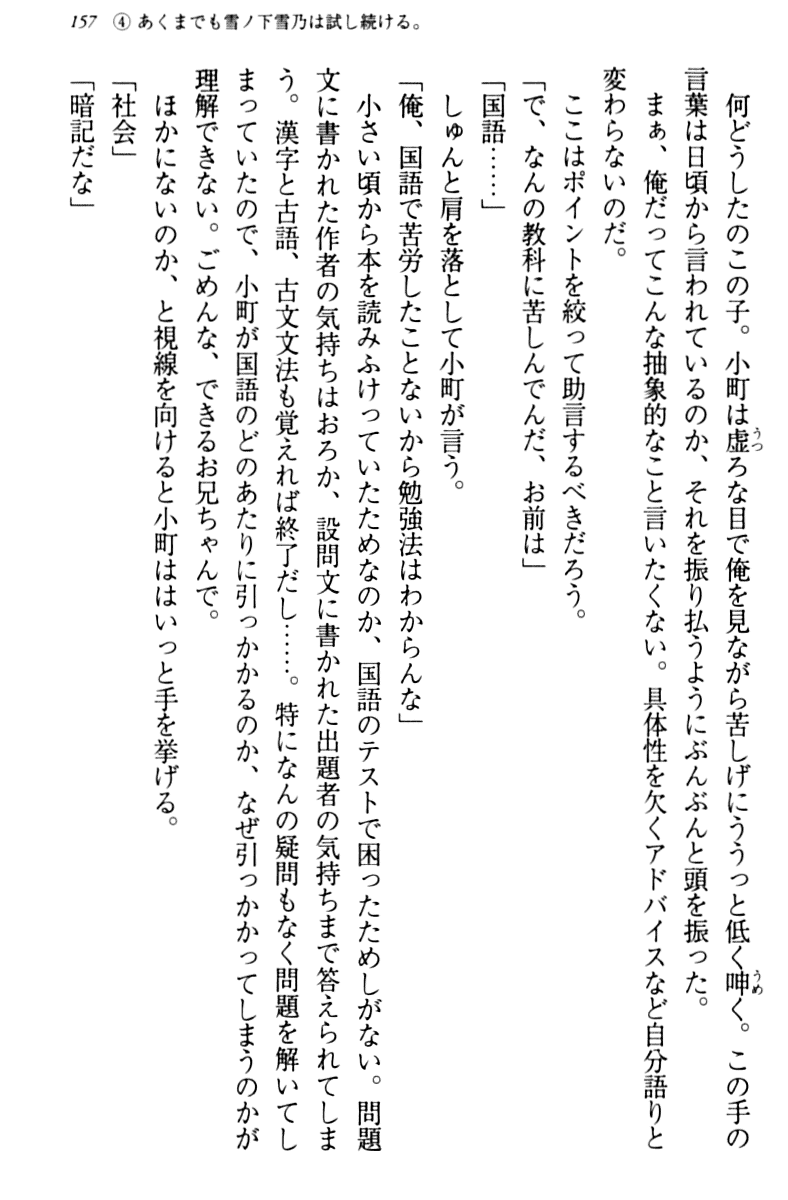 157 ④ あくまでも雪ノ下雪乃は試し続ける。
何どうしたのこの子。小町は虚ろな目で俺を見ながら苦しげにううっと低く呻く。この手の
言葉は日頃から言われているのか、それを振り払うようにぶんぶんと頭を振った。
まぁ、俺だってこんな抽象的なこと言いたくない。具体性を欠くアドバイスなど自分語りと
変わらないのだ。
ここはポイントを絞って助言するべきだろう。
「で、なんの教科に苦しんでんだ、お前は」
「国語……」
しゅんと肩を落として小町が言う。
「俺、国語で苦労したことないから勉強法はわからんな」
小さい頃から本を読みふけっていたためなのか、国語のテストで困ったためしがない。問題
文に書かれた作者の気持ちはおろか、設問文に書かれた出題者の気持ちまで答えられてしま
う。漢字と古語、古文文法も覚えれば終了だし……。特になんの疑問もなく問題を解いてし
まっていたので、小町が国語のどのあたりに引っかかるのか、なぜ引っかかってしまうのかが
理解できない。ごめんな、できるお兄ちゃんで。
ほかにないのか、と視線を向けると小町ははいっと手を挙げる。
「社会」
「暗記だな」
うつ
うめ